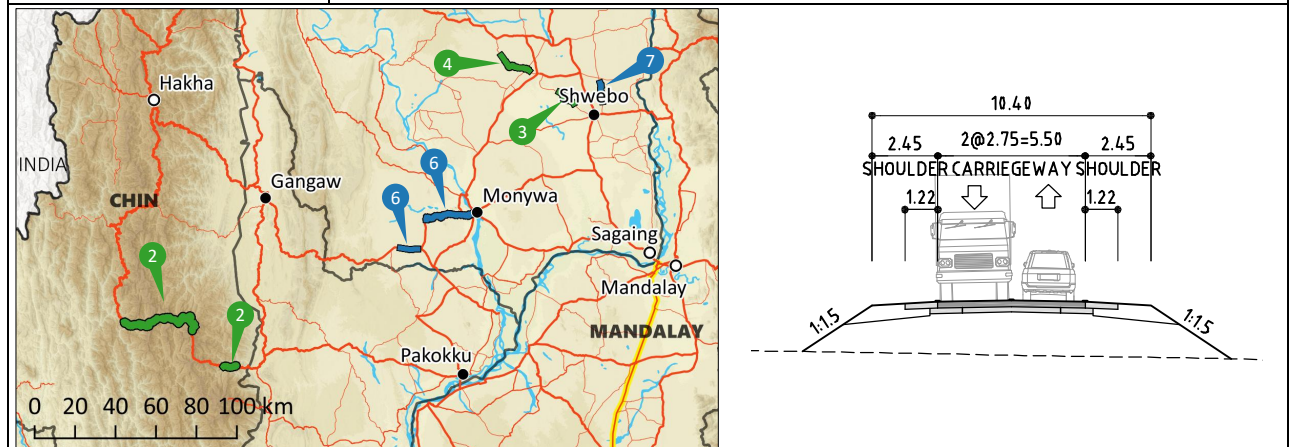 4
7
Hakha
Shwebo
3
INDIA
6
Gangaw
6
Monywa
CHIN
Sagaing
2
Mandalay
2
MANDALAY
Pakokku
0 20 40 60 80 100 km
10.40
2.45 2@2.75=5.50 2.45
SHOULDER CARRIEGEWAY SHOULDER
1.22 1.22
1:1.5 1:1.5